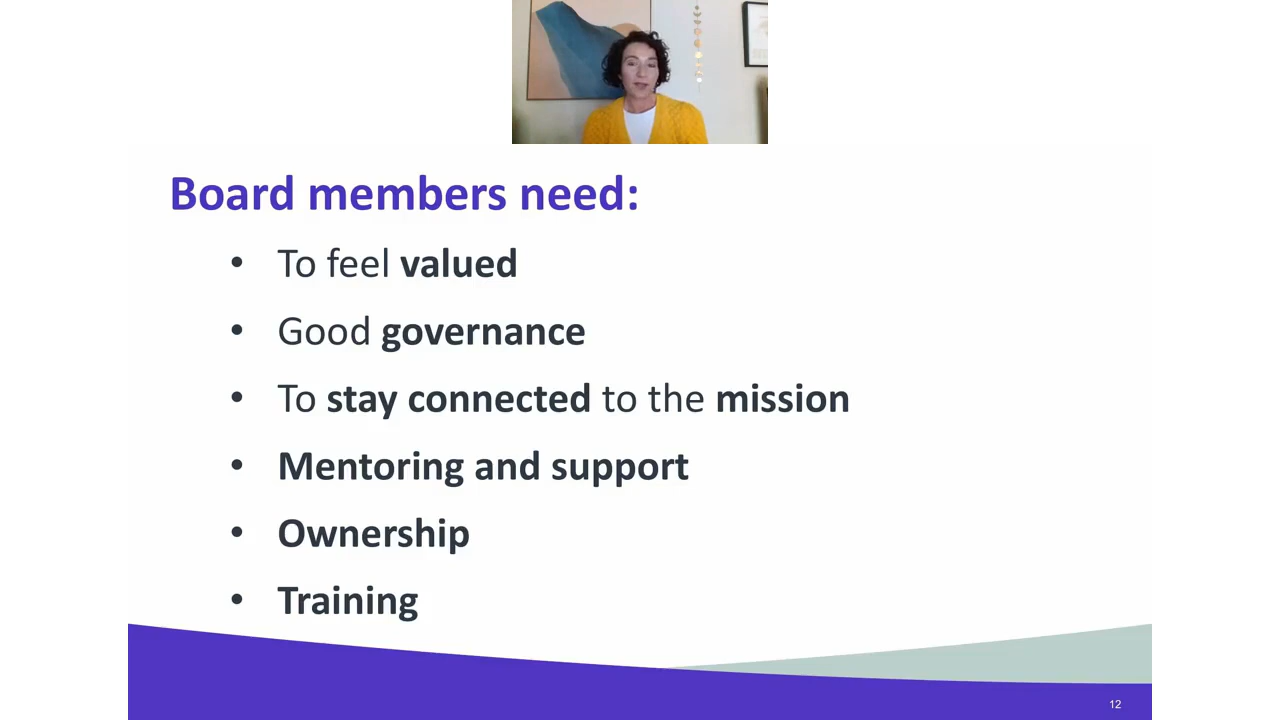 Board members need:
• To feel valued
• Good governance
• To stay connected to the mission
• Mentoring and support
• Ownership
• Training
12